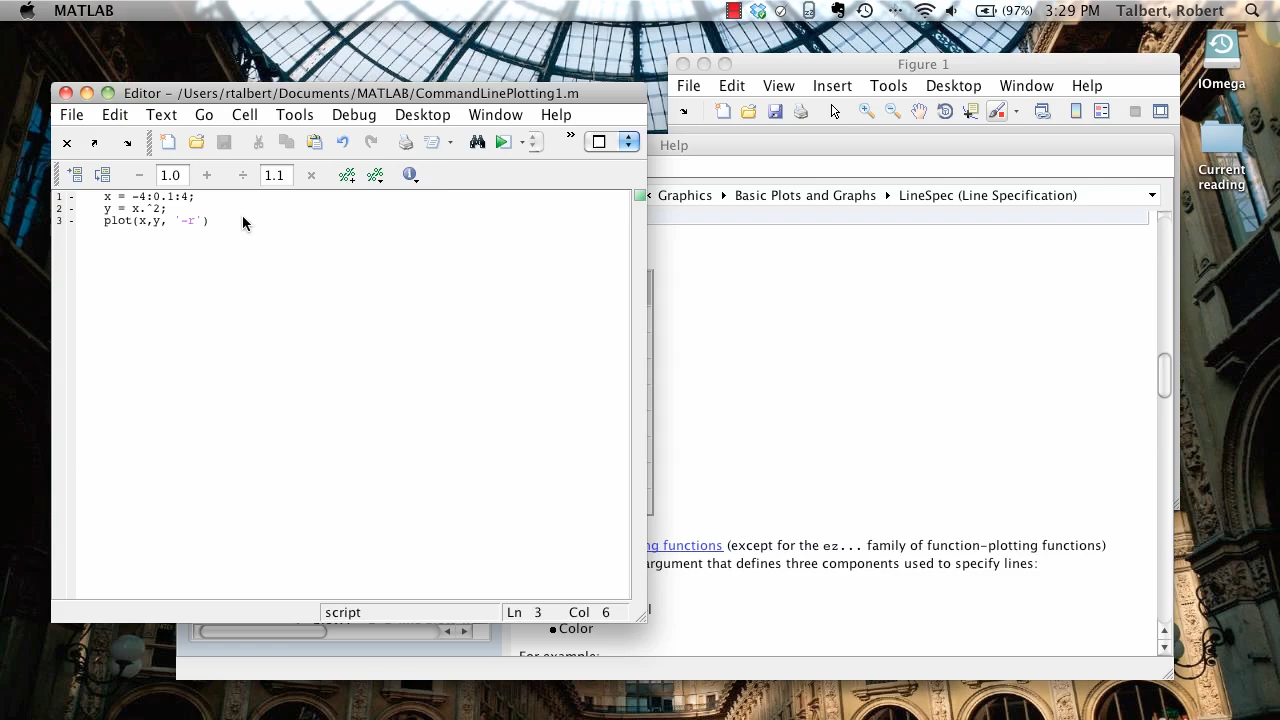 MATLAB
(97%) 3:29 PM Talbert, Robert
IOmega
Current
reading
Figure 1
File Edit View Insert Tools Desktop Window Help
Editor – /Users/rtalbert/Documents/MATLAB/CommandLinePlotting1.m
File Edit Text Go Cell Tools Debug Desktop Window Help
»
− 1.0 + ÷ 1.1 ×
1 - x = -4:0.1:4;
2 - y = x.^2;
3 - plot(x,y, '-r')
script Ln 3 Col 6
Help
Graphics ▸ Basic Plots and Graphs ▸ LineSpec (Line Specification)
functions (except for the ez... family of function-plotting functions)
argument that defines three components used to specify lines:
• Color
For example: